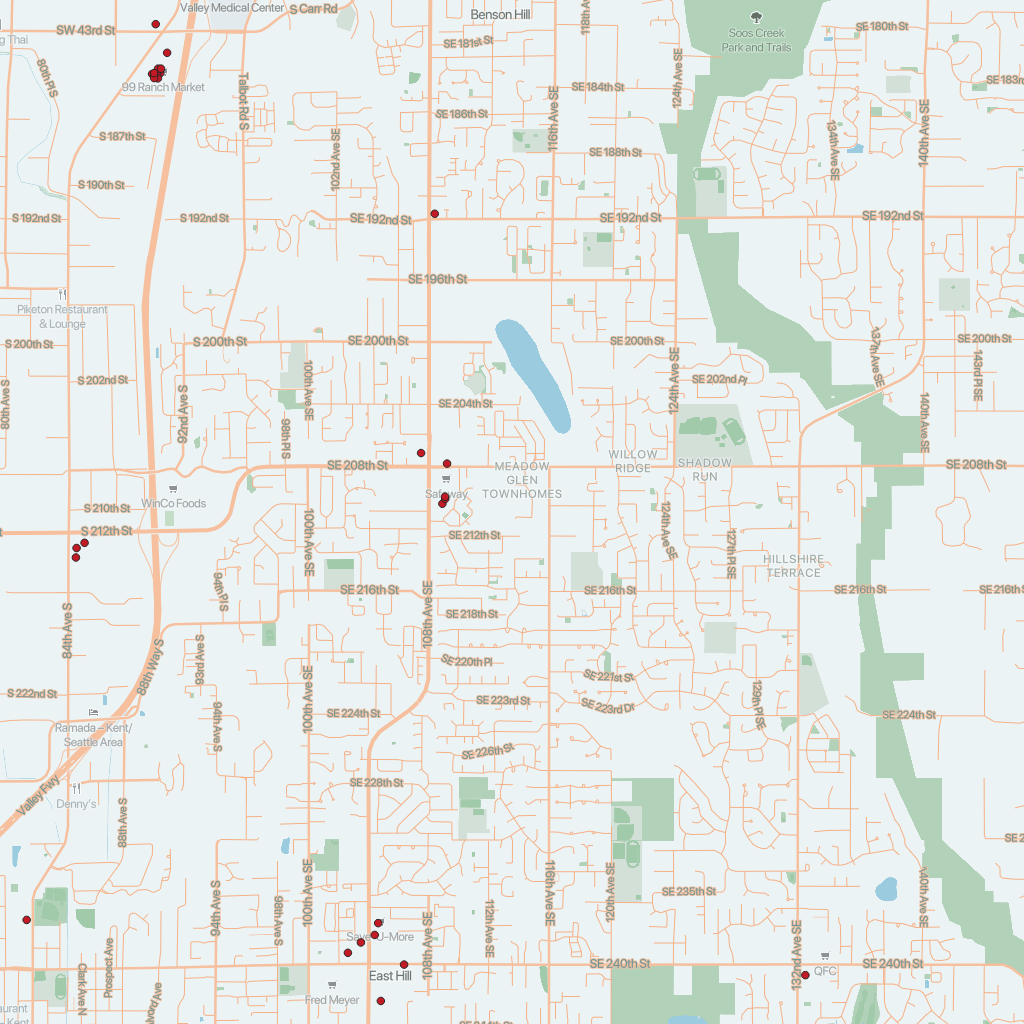 Valley Medical Center
S Carr Rd
Benson Hill
118th Av
SE 180th St
SW 43rd St
Soos Creek
Park and Trails
SE 181st St
g Thai
80th Pl S
124th Ave SE
SE 184th St
SE 183r
99 Ranch Market
Talbot Rd S
SE 186th St
116th Ave SE
134th Ave SE
140th Ave SE
S 187th St
102nd Ave SE
SE 188th St
S 190th St
S 192nd St
S 192nd St
SE 192nd St
SE 192nd St
SE 192nd St
SE 196th St
Piketon Restaurant
& Lounge
S 200th St
S 200th St
SE 200th St
SE 200th St
137th Ave SE
SE 200th St
S 202nd St
100th Ave SE
124th Ave SE
SE 202nd Pl
143rd Pl SE
80th Ave S
92nd Ave S
98th Pl S
SE 204th St
140th Ave SE
SE 208th St
MEADOW
GLEN
TOWNHOMES
WILLOW
RIDGE
SHADOW
RUN
SE 208th St
WinCo Foods
Safeway
S 210th St
S 212th St
100th Ave SE
SE 212th St
124th Ave SE
127th Pl SE
HILLSHIRE
TERRACE
94th Pl S
SE 216th St
SE 216th St
SE 216th St
SE 216th S
84th Ave S
108th Ave SE
SE 218th St
88th Way S
93rd Ave S
SE 220th Pl
SE 221st St
S 222nd St
100th Ave SE
SE 223rd St
SE 223rd Dr
129th Pl SE
Ramada – Kent/
Seattle Area
94th Ave S
SE 224th St
SE 224th St
SE 226th St
Valley Fwy
Denny's
SE 228th St
88th Ave S
SE 2
94th Ave S
98th Ave S
100th Ave SE
116th Ave SE
120th Ave SE
SE 235th St
140th Ave SE
Save-U-More
108th Ave SE
112th Ave SE
132nd Ave SE
Clark Ave N
Prospect Ave N
East Hill
SE 240th St
QFC
SE 240th St
Fred Meyer
aurant
Kent
SE 244th St